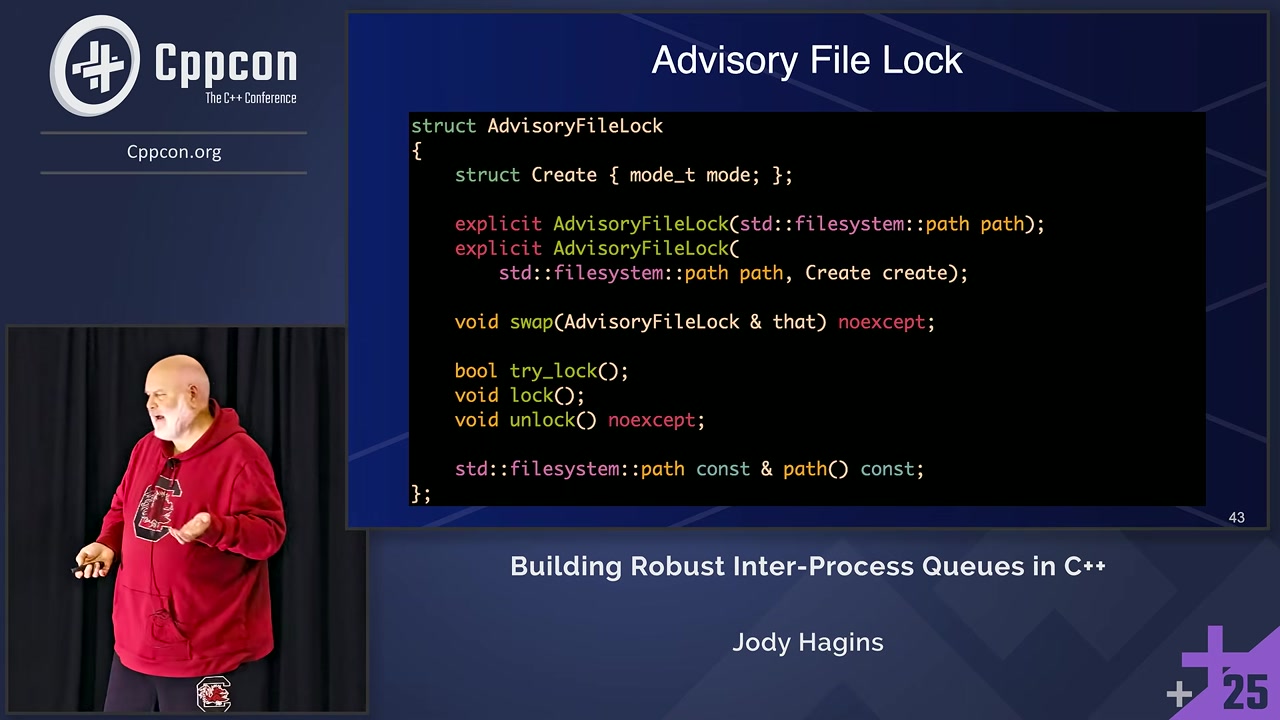 Cppcon
The C++ Conference
Cppcon.org
Advisory File Lock
struct AdvisoryFileLock
{
    struct Create { mode_t mode; };

    explicit AdvisoryFileLock(std::filesystem::path path);
    explicit AdvisoryFileLock(
        std::filesystem::path path, Create create);

    void swap(AdvisoryFileLock & that) noexcept;

    bool try_lock();
    void lock();
    void unlock() noexcept;

    std::filesystem::path const & path() const;
};
43
Building Robust Inter-Process Queues in C++
Jody Hagins
25